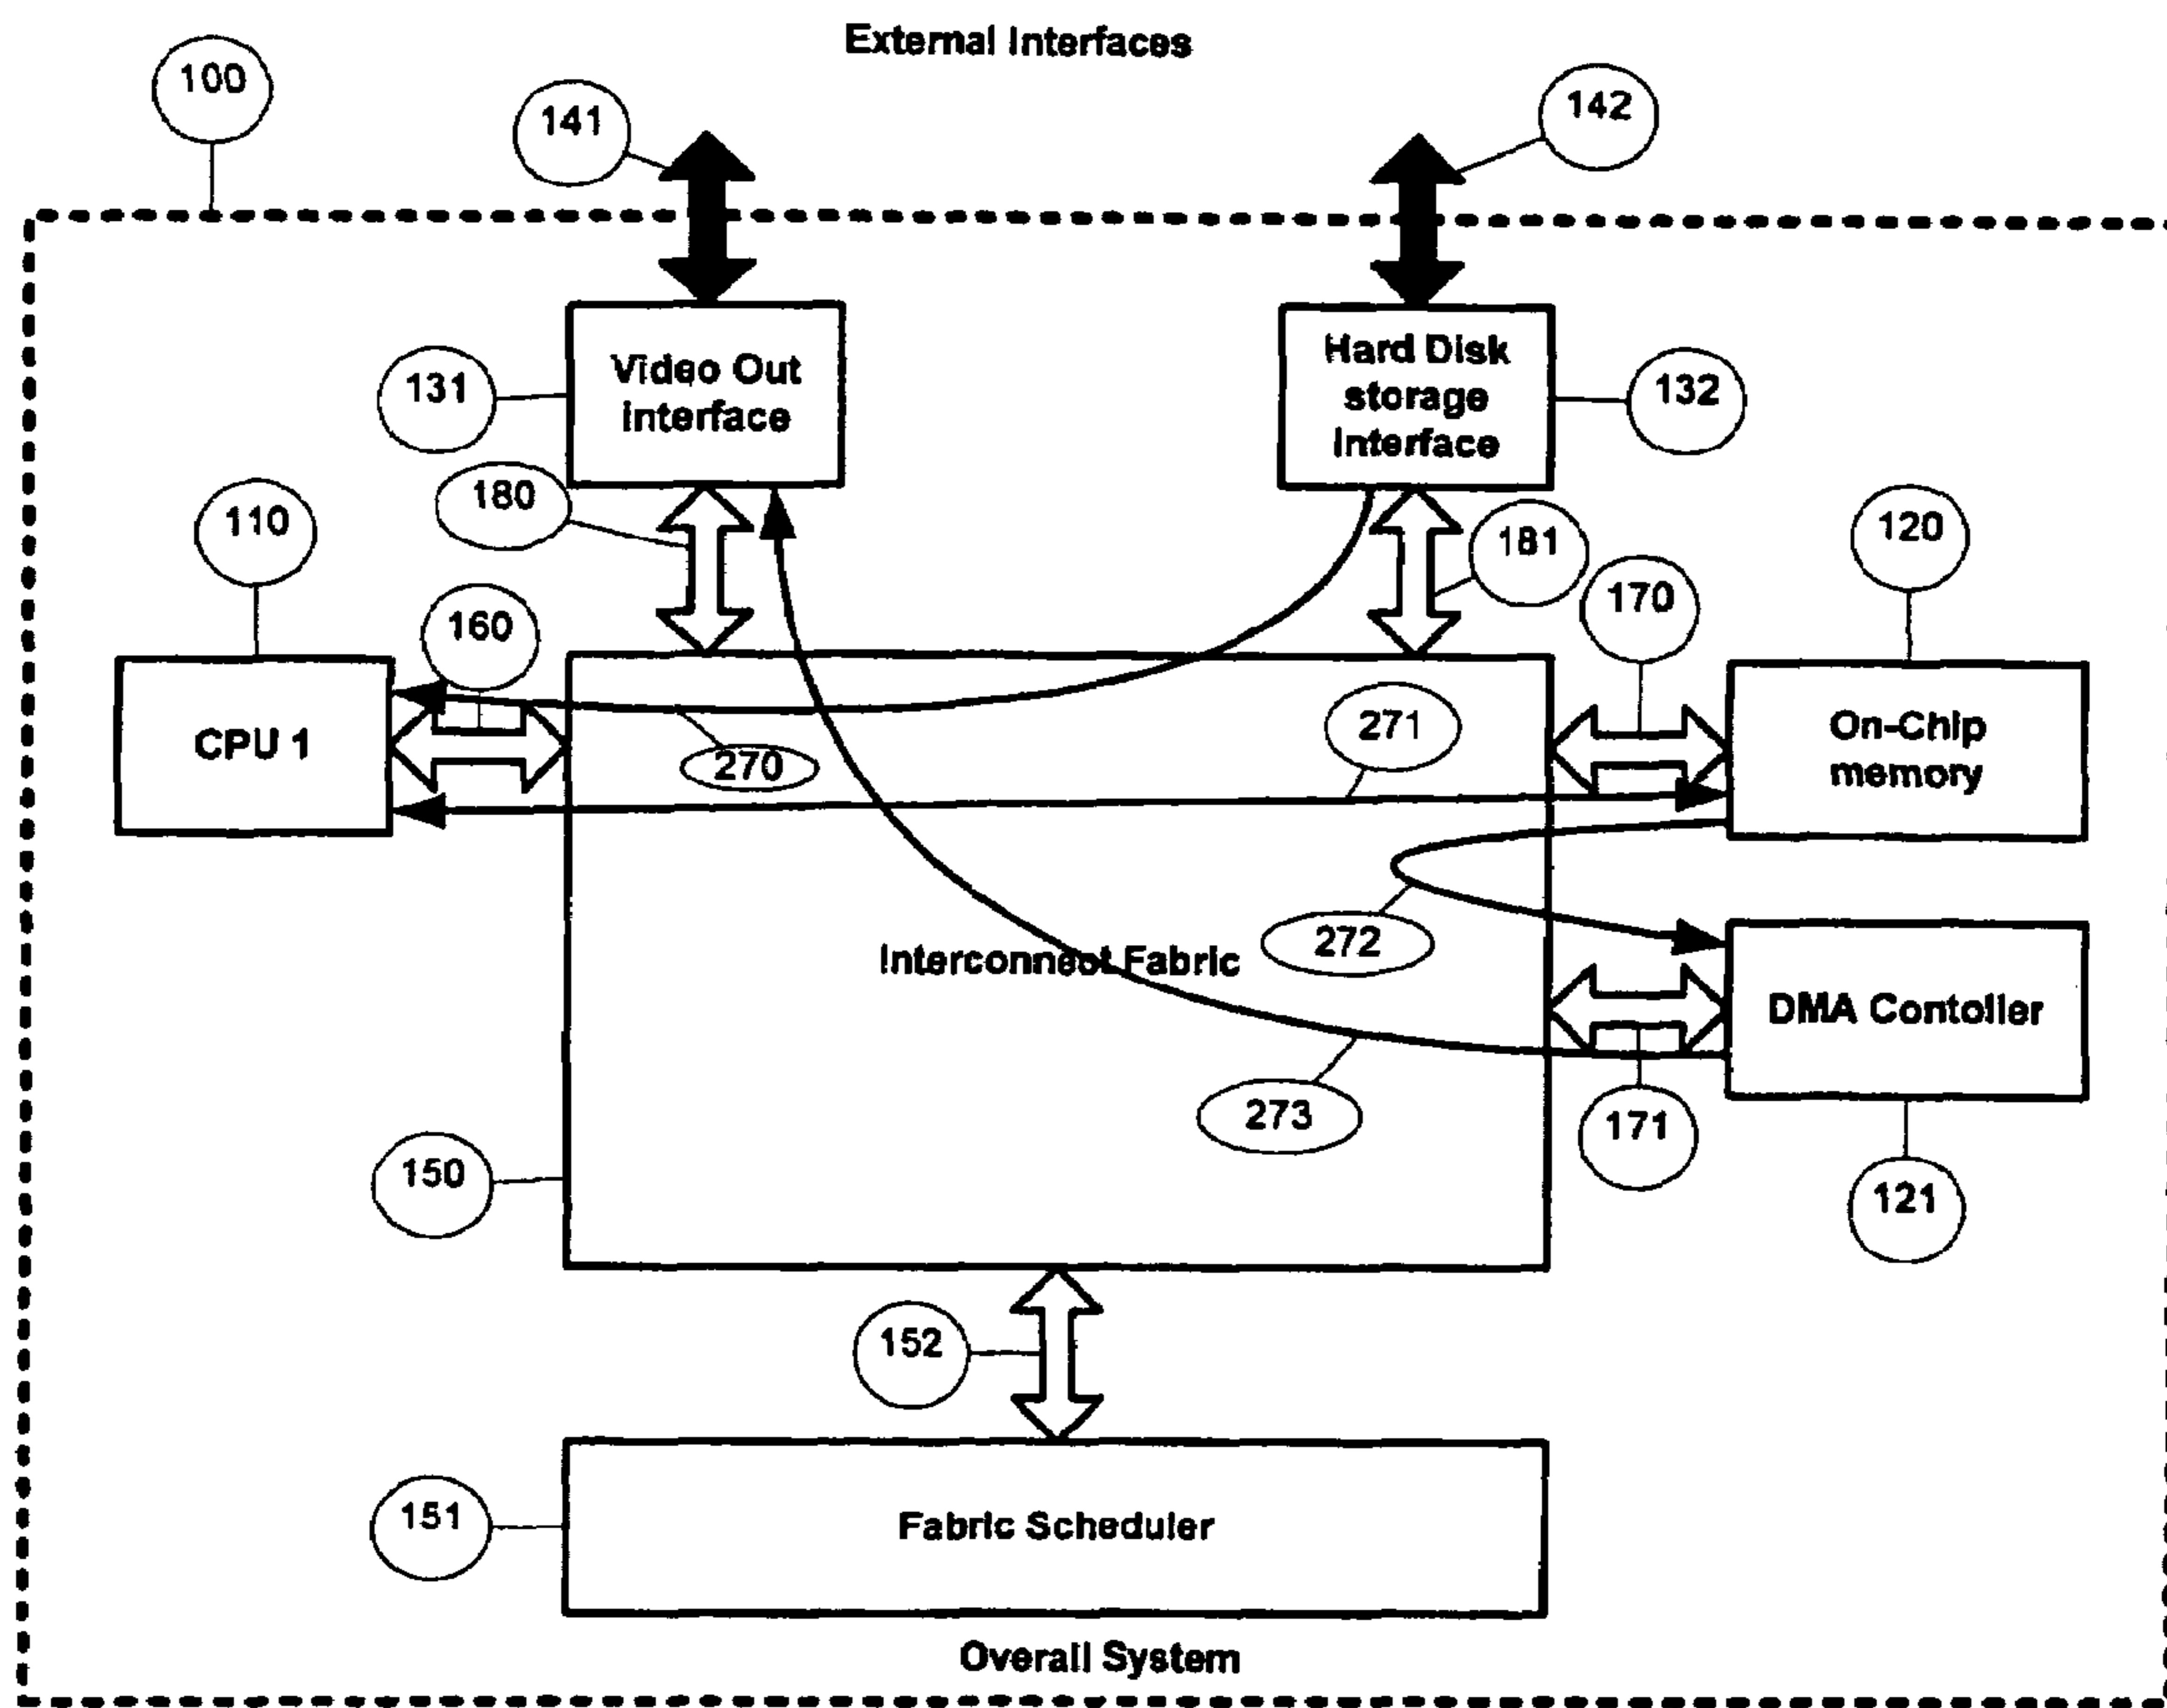 External Interfaces
100
141
142
Video Out
interface
Hard Disk
storage
Interface
131
132
180
110
181
120
160
170
CPU 1
271
On-Chip
memory
270
272
Interconnect Fabric
DMA Contoller
273
171
150
121
152
151
Fabric Scheduler
Overall System